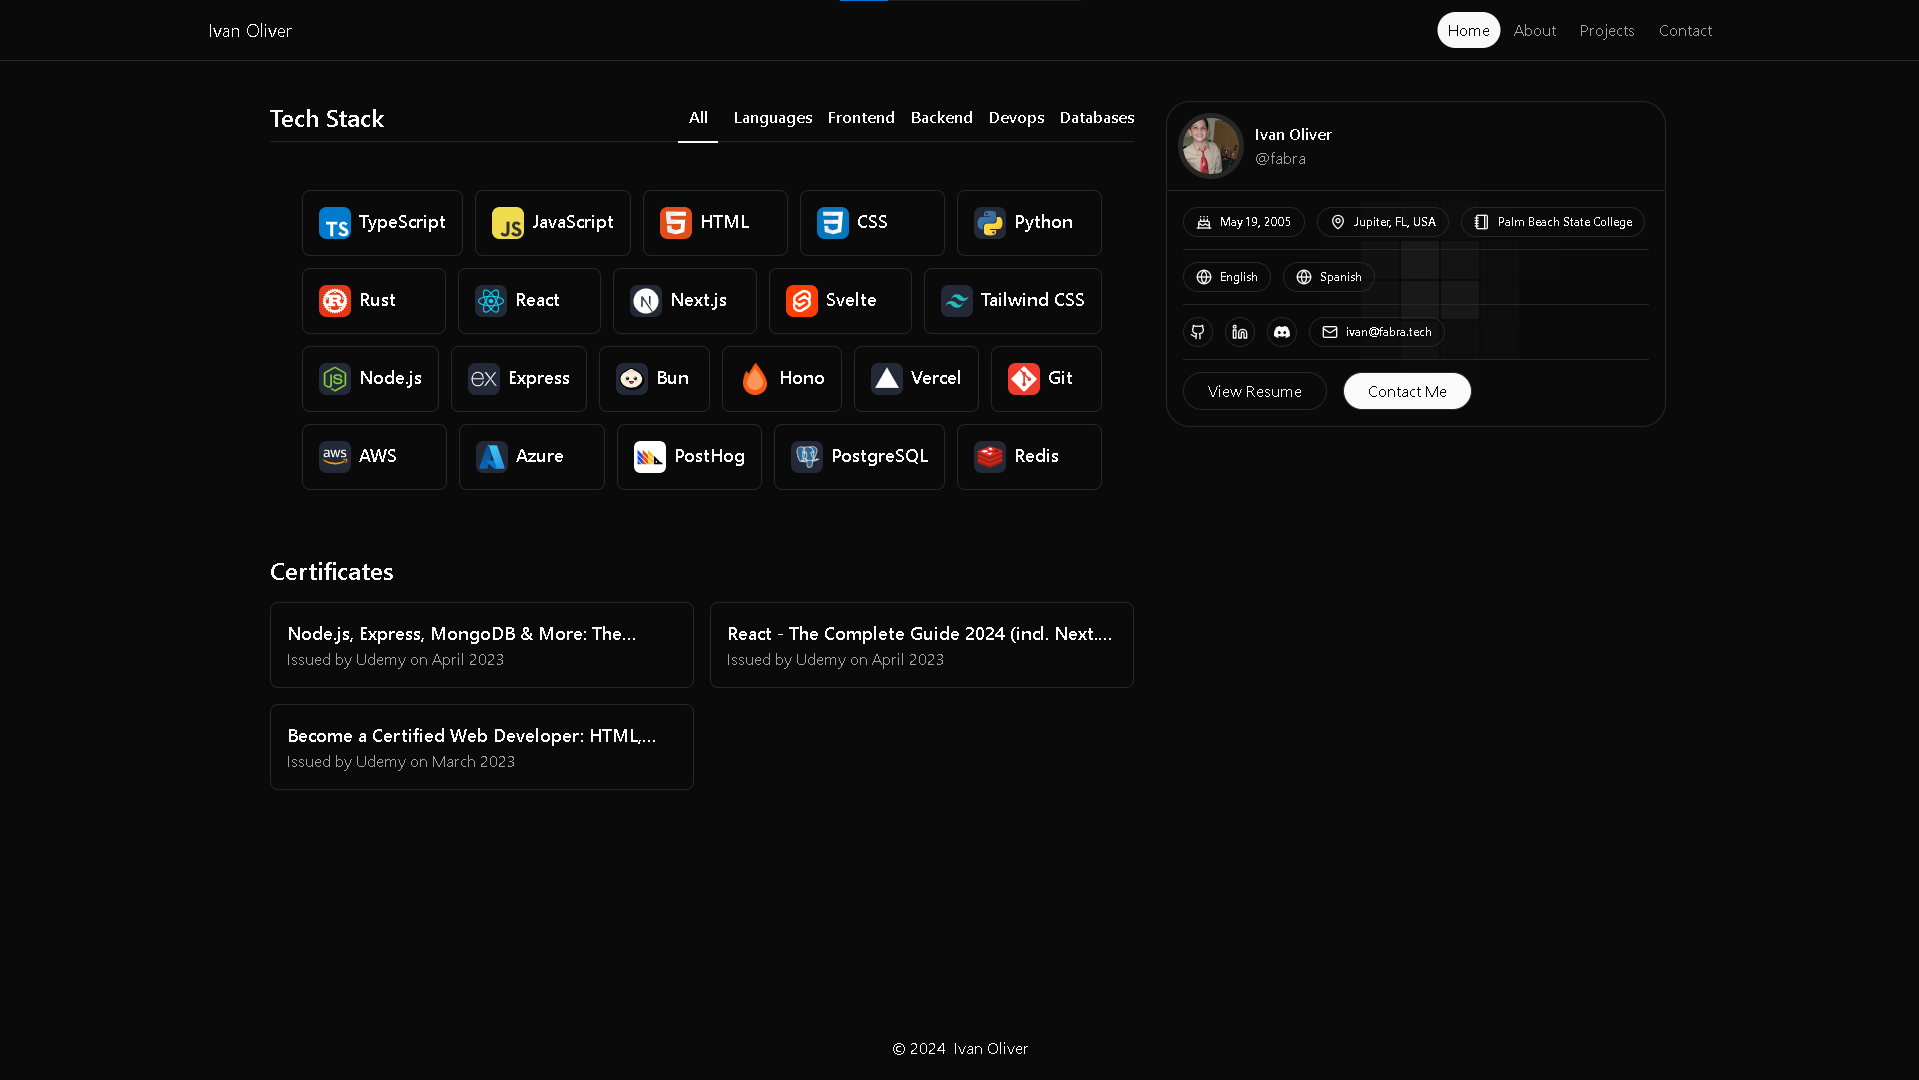 Ivan Oliver
Home About Projects Contact
Tech Stack
All Languages Frontend Backend Devops Databases
TS TypeScript JS JavaScript HTML CSS Python
Rust React N Next.js Svelte Tailwind CSS
JS Node.js ex Express Bun Hono Vercel Git
aws AWS Azure PostHog PostgreSQL Redis
Certificates
Node.js, Express, MongoDB & More: The...
Issued by Udemy on April 2023
React - The Complete Guide 2024 (incl. Next....
Issued by Udemy on April 2023
Become a Certified Web Developer: HTML,...
Issued by Udemy on March 2023
Ivan Oliver
@fabra
May 19, 2005 Jupiter, FL, USA Palm Beach State College
English Spanish
ivan@fabra.tech
View Resume Contact Me
© 2024 Ivan Oliver